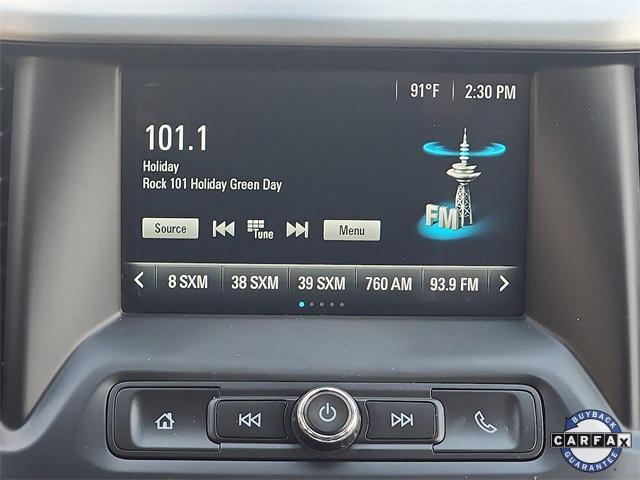 91°F 2:30 PM
101.1
Holiday
Rock 101 Holiday Green Day
FM
Source Tune Menu
8 SXM 38 SXM 39 SXM 760 AM 93.9 FM
BUYBACK
CARFAX
GUARANTEE